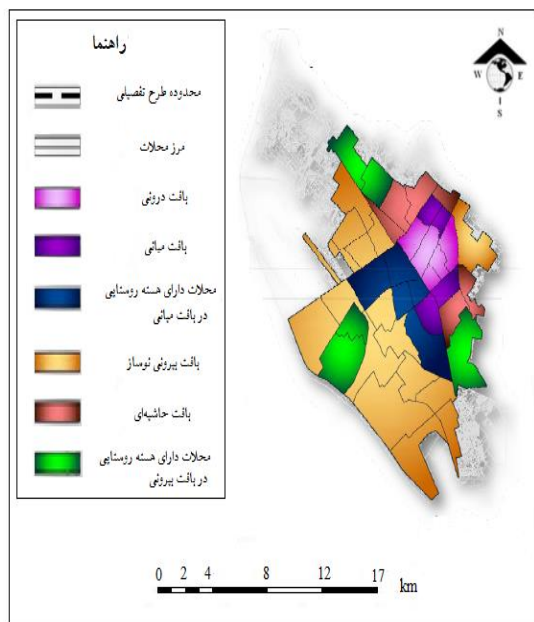 راهنما
محدوده طرح تفصیلی
مرز محلات
بافت درونی
بافت میانی
محلات دارای هسته روستایی
در بافت میانی
بافت بیرونی نوساز
بافت حاشیه‌ای
محلات دارای هسته روستایی
در بافت بیرونی
N
W E
S
0 2 4 8 12 17
km